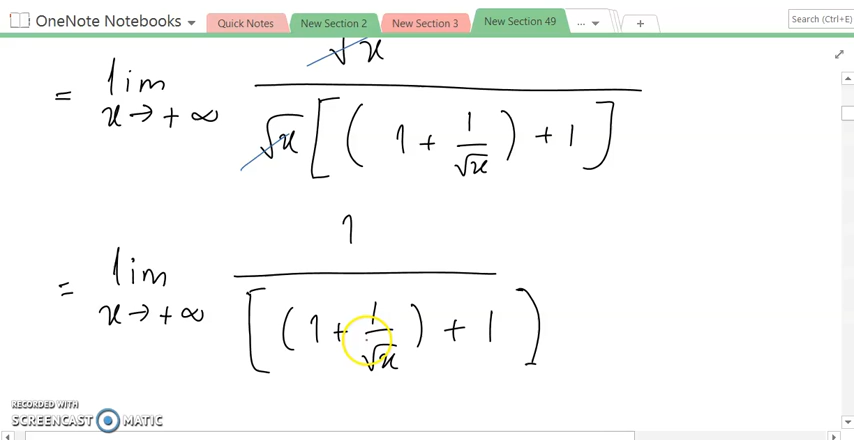 OneNote Notebooks Quick Notes New Section 2 New Section 3 New Section 49 ... + Search (Ctrl+E)
√x
= lim x→+∞ √x [ ( 1 + 1/√x ) + 1 ]
1
= lim x→+∞ [ ( 1 + 1/√x ) + 1 )
RECORDED WITH
SCREENCAST MATIC